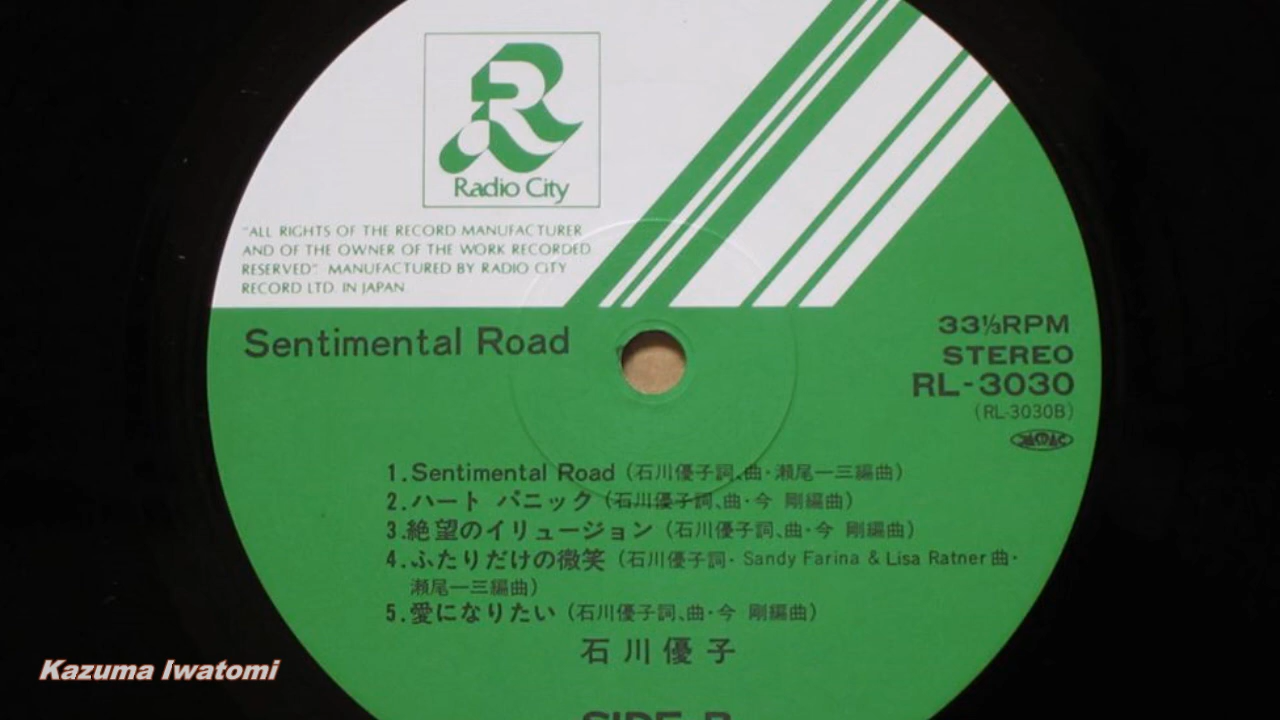 R
Radio City
"ALL RIGHTS OF THE RECORD MANUFACTURER
AND OF THE OWNER OF THE WORK RECORDED
RESERVED" MANUFACTURED BY RADIO CITY
RECORD LTD. IN JAPAN.
Sentimental Road
33⅓RPM
STEREO
RL-3030
(RL-3030B)
1.Sentimental Road (石川優子詞、曲・瀬尾一三編曲)
2.ハート パニック (石川優子詞、曲・今 剛編曲)
3.絶望のイリュージョン (石川優子詞、曲・今 剛編曲)
4.ふたりだけの微笑 (石川優子詞・Sandy Farina & Lisa Ratner曲・
瀬尾一三編曲)
5.愛になりたい (石川優子詞、曲・今 剛編曲)
石川優子
Kazuma Iwatomi
SIDE B